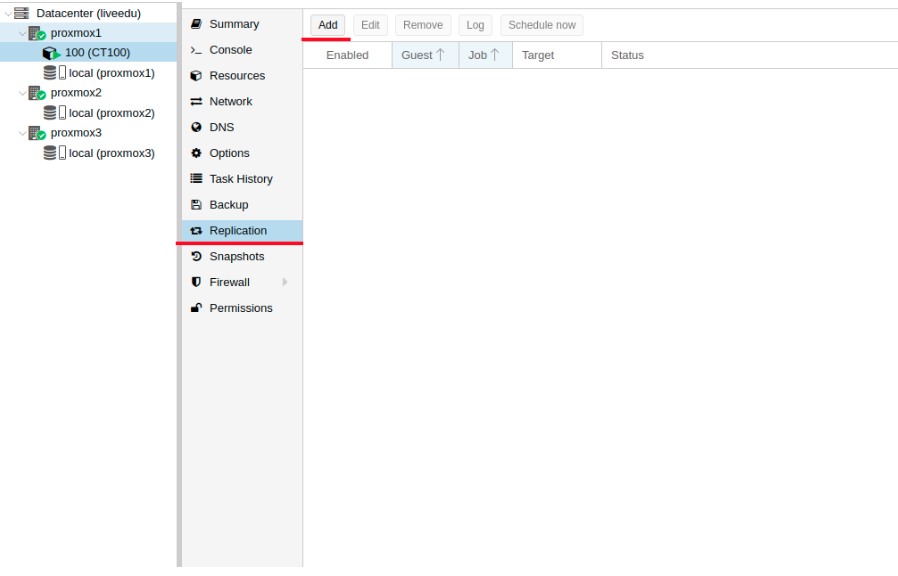 Datacenter (liveedu)
proxmox1
100 (CT100)
local (proxmox1)
proxmox2
local (proxmox2)
proxmox3
local (proxmox3)
Summary
>_ Console
Resources
Network
DNS
Options
Task History
Backup
Replication
Snapshots
Firewall
Permissions
Add Edit Remove Log Schedule now
Enabled Guest ↑ Job ↑ Target Status